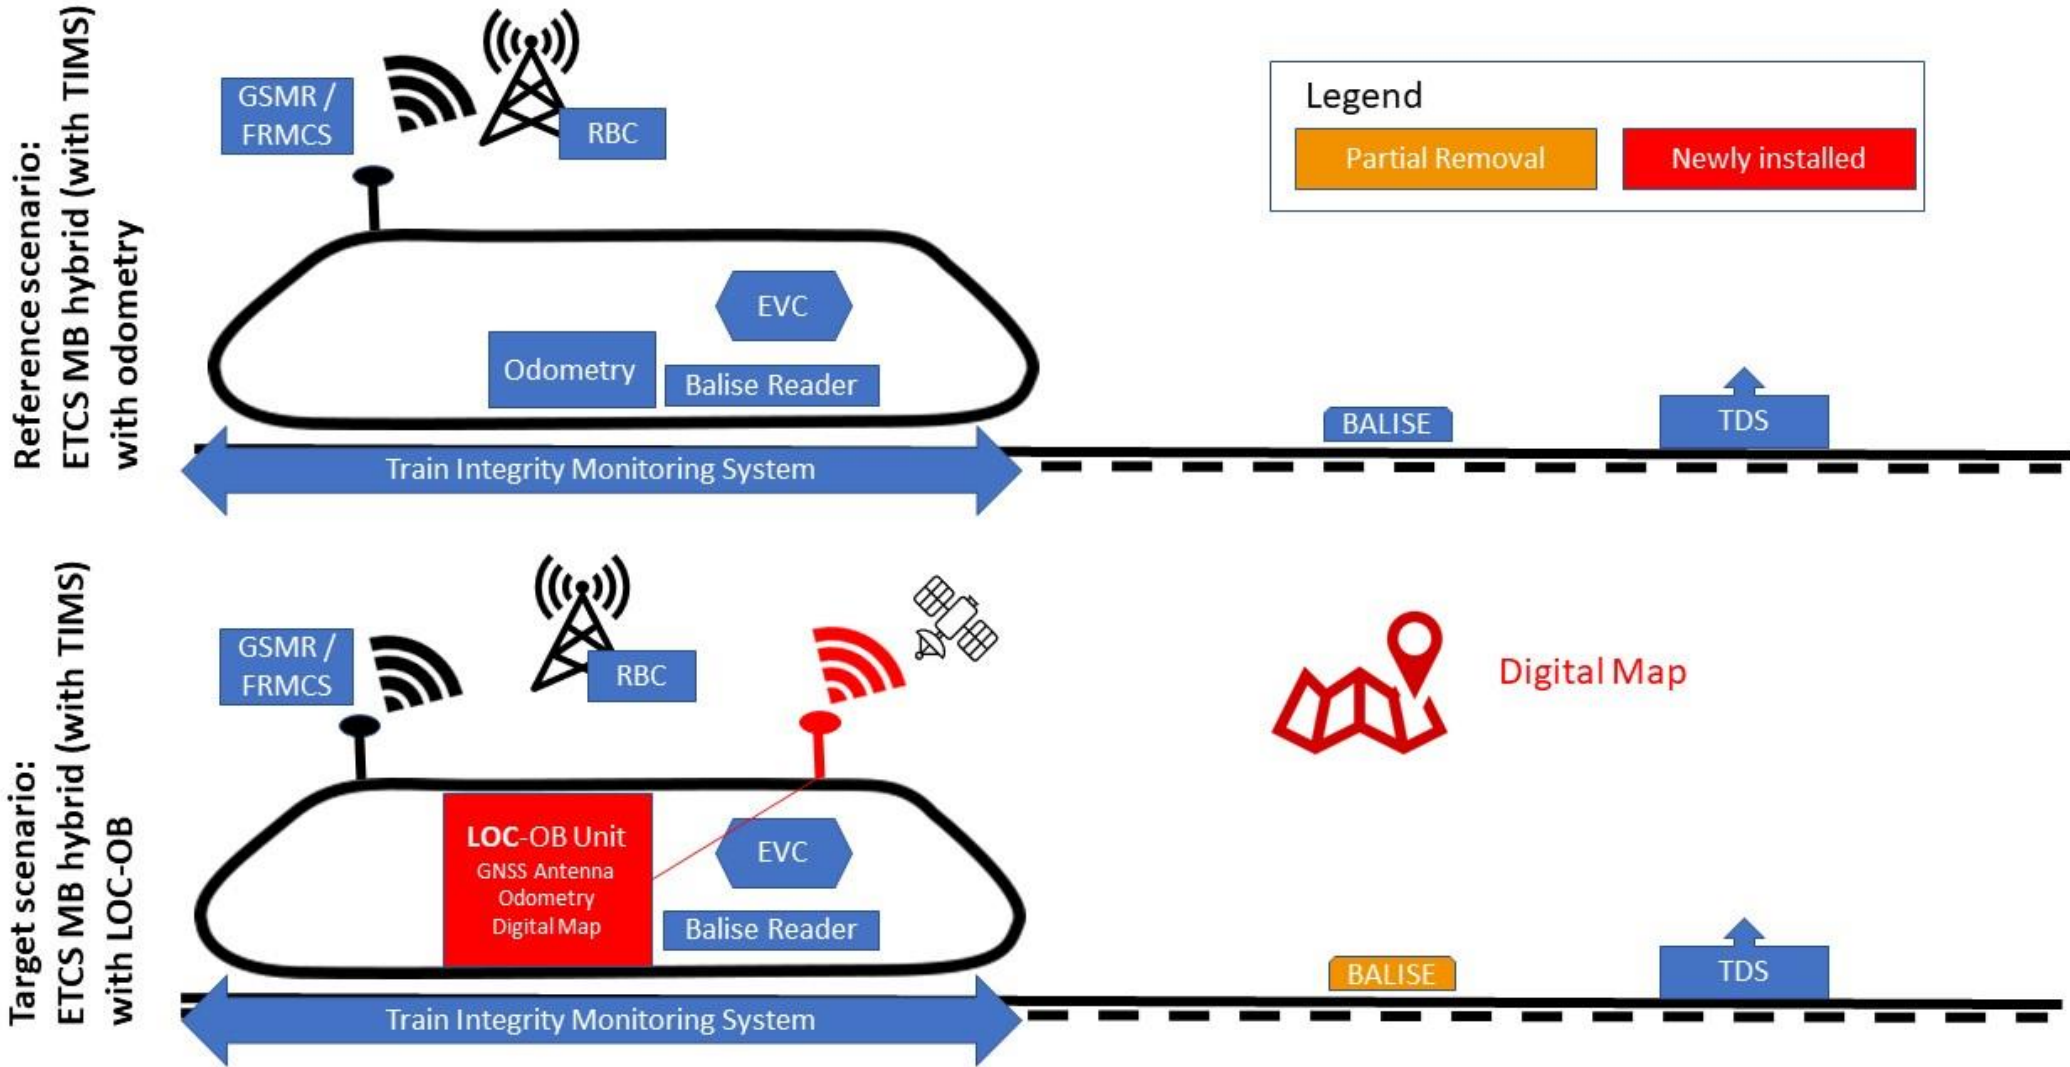 Reference scenario:
ETCS MB hybrid (with TIMS)
with odometry
GSMR /
FRMCS
RBC
Legend
Partial Removal
Newly installed
EVC
Odometry
Balise Reader
BALISE
TDS
Train Integrity Monitoring System
Target scenario:
ETCS MB hybrid (with TIMS)
with LOC-OB
GSMR /
FRMCS
RBC
Digital Map
LOC-OB Unit
GNSS Antenna
Odometry
Digital Map
EVC
Balise Reader
BALISE
TDS
Train Integrity Monitoring System